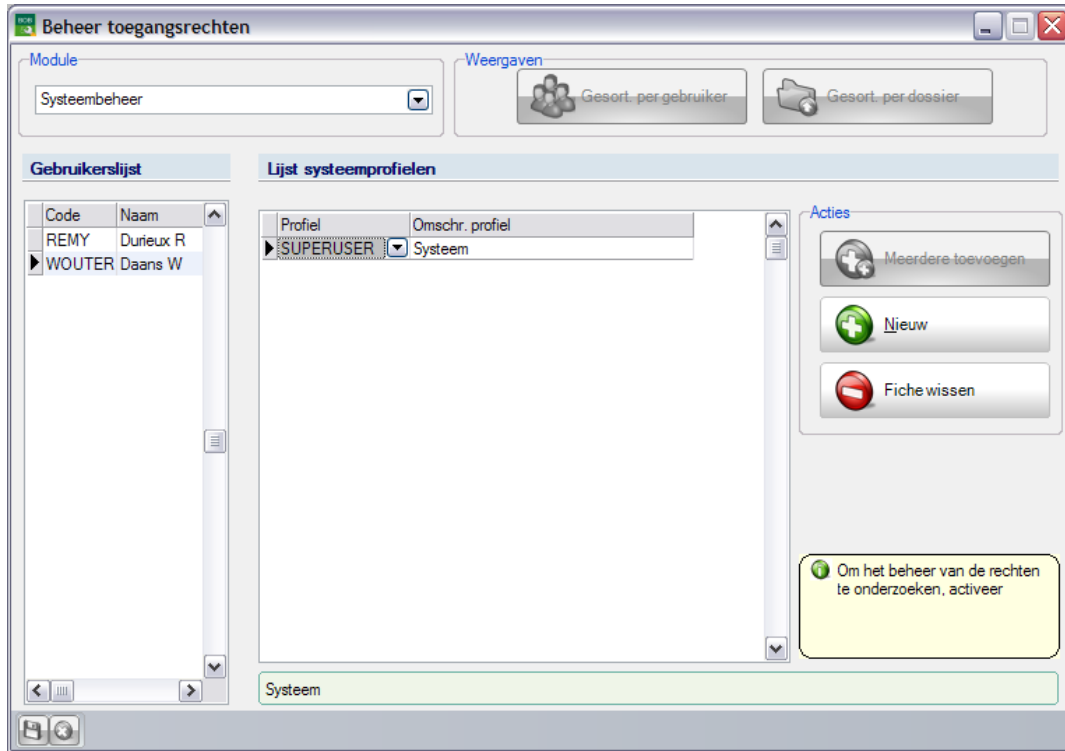 BOB
Beheer toegangsrechten
Module
Systeembeheer
Weergaven
Gesort. per gebruiker
Gesort. per dossier
Gebruikerslijst
Code Naam
REMY Durieux R
WOUTER Daans W
Lijst systeemprofielen
Profiel Omschr. profiel
SUPERUSER Systeem
Acties
Meerdere toevoegen
Nieuw
Fiche wissen
Om het beheer van de rechten
te onderzoeken, activeer
Systeem